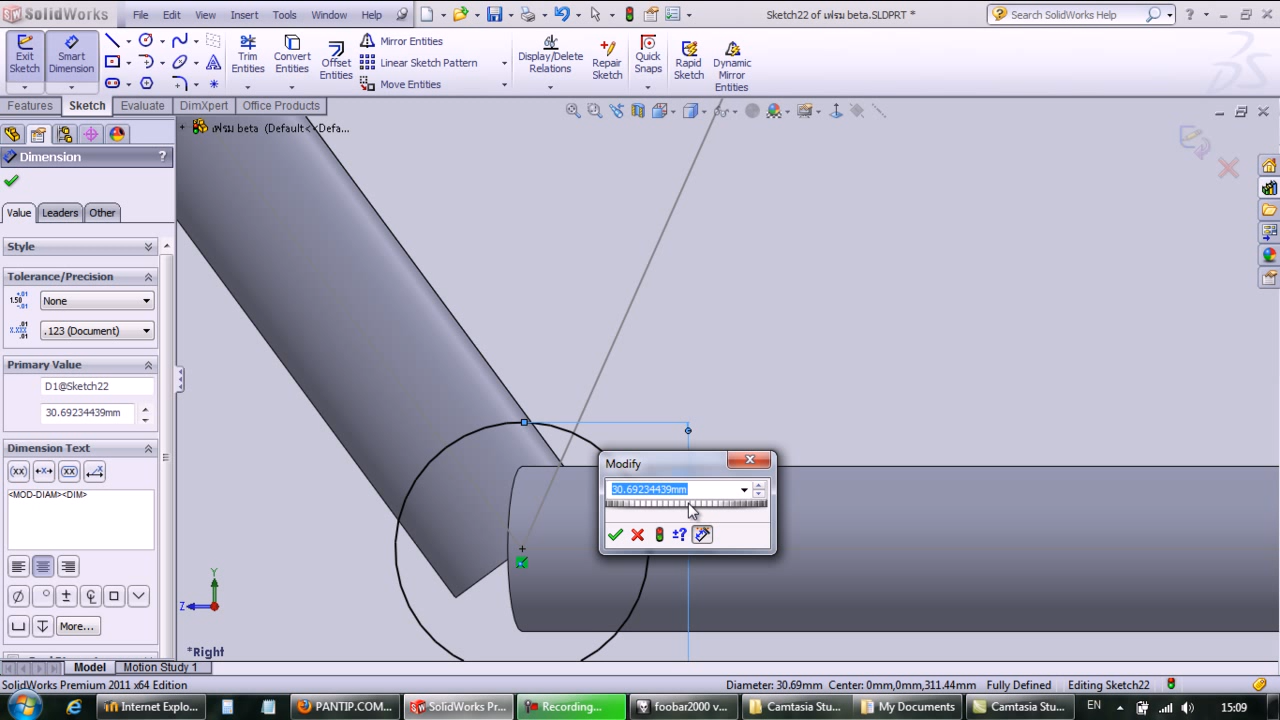 SolidWorks File Edit View Insert Tools Window Help Sketch22 of เฟรม beta.SLDPRT * Search SolidWorks Help
Exit Sketch Smart Dimension Trim Entities Convert Entities Offset Entities Mirror Entities Linear Sketch Pattern Move Entities Display/Delete Relations Repair Sketch Quick Snaps Rapid Sketch Dynamic Mirror Entities
Features Sketch Evaluate DimXpert Office Products
เฟรม beta (Default<<Defa...
Dimension ?
Value Leaders Other
Style
Tolerance/Precision
None
.123 (Document)
Primary Value
D1@Sketch22
30.69234439mm
Dimension Text
<MOD-DIAM><DIM>
More...
Modify
30.69234439mm
Y
Z
*Right
Model Motion Study 1
SolidWorks Premium 2011 x64 Edition Diameter: 30.69mm Center: 0mm,0mm,311.44mm Fully Defined Editing Sketch22
Internet Explo... PANTIP.COM... SolidWorks Pr... Recording... foobar2000 v... Camtasia Stu... My Documents Camtasia Stu... EN 15:09